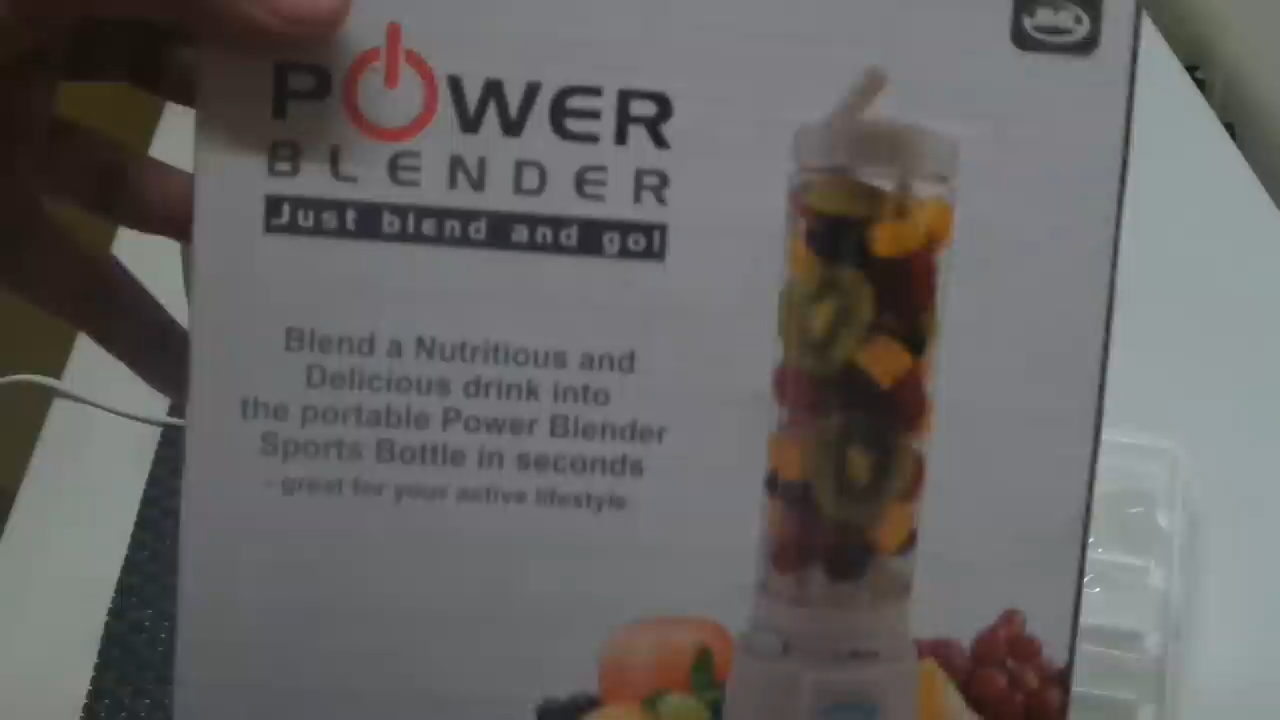 POWER
BLENDER
Just blend and go!
Blend a Nutritious and
Delicious drink into
the portable Power Blender
Sports Bottle in seconds
- great for your active lifestyle